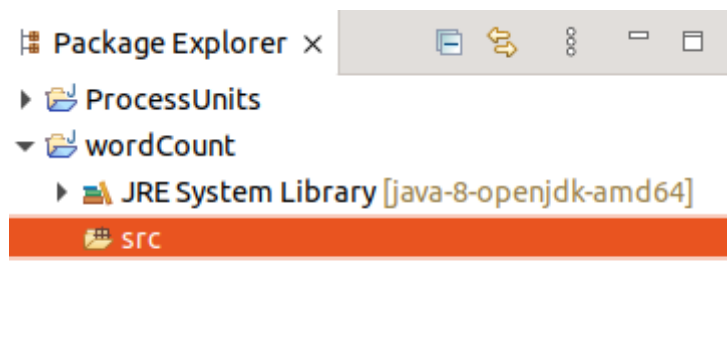 Package Explorer ×
ProcessUnits
wordCount
JRE System Library [java-8-openjdk-amd64]
src